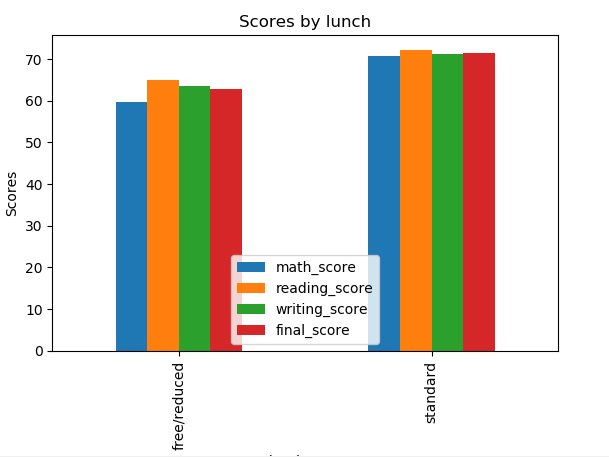 Scores by lunch
Scores
70
60
50
40
30
20
10
0
math_score
reading_score
writing_score
final_score
free/reduced
standard